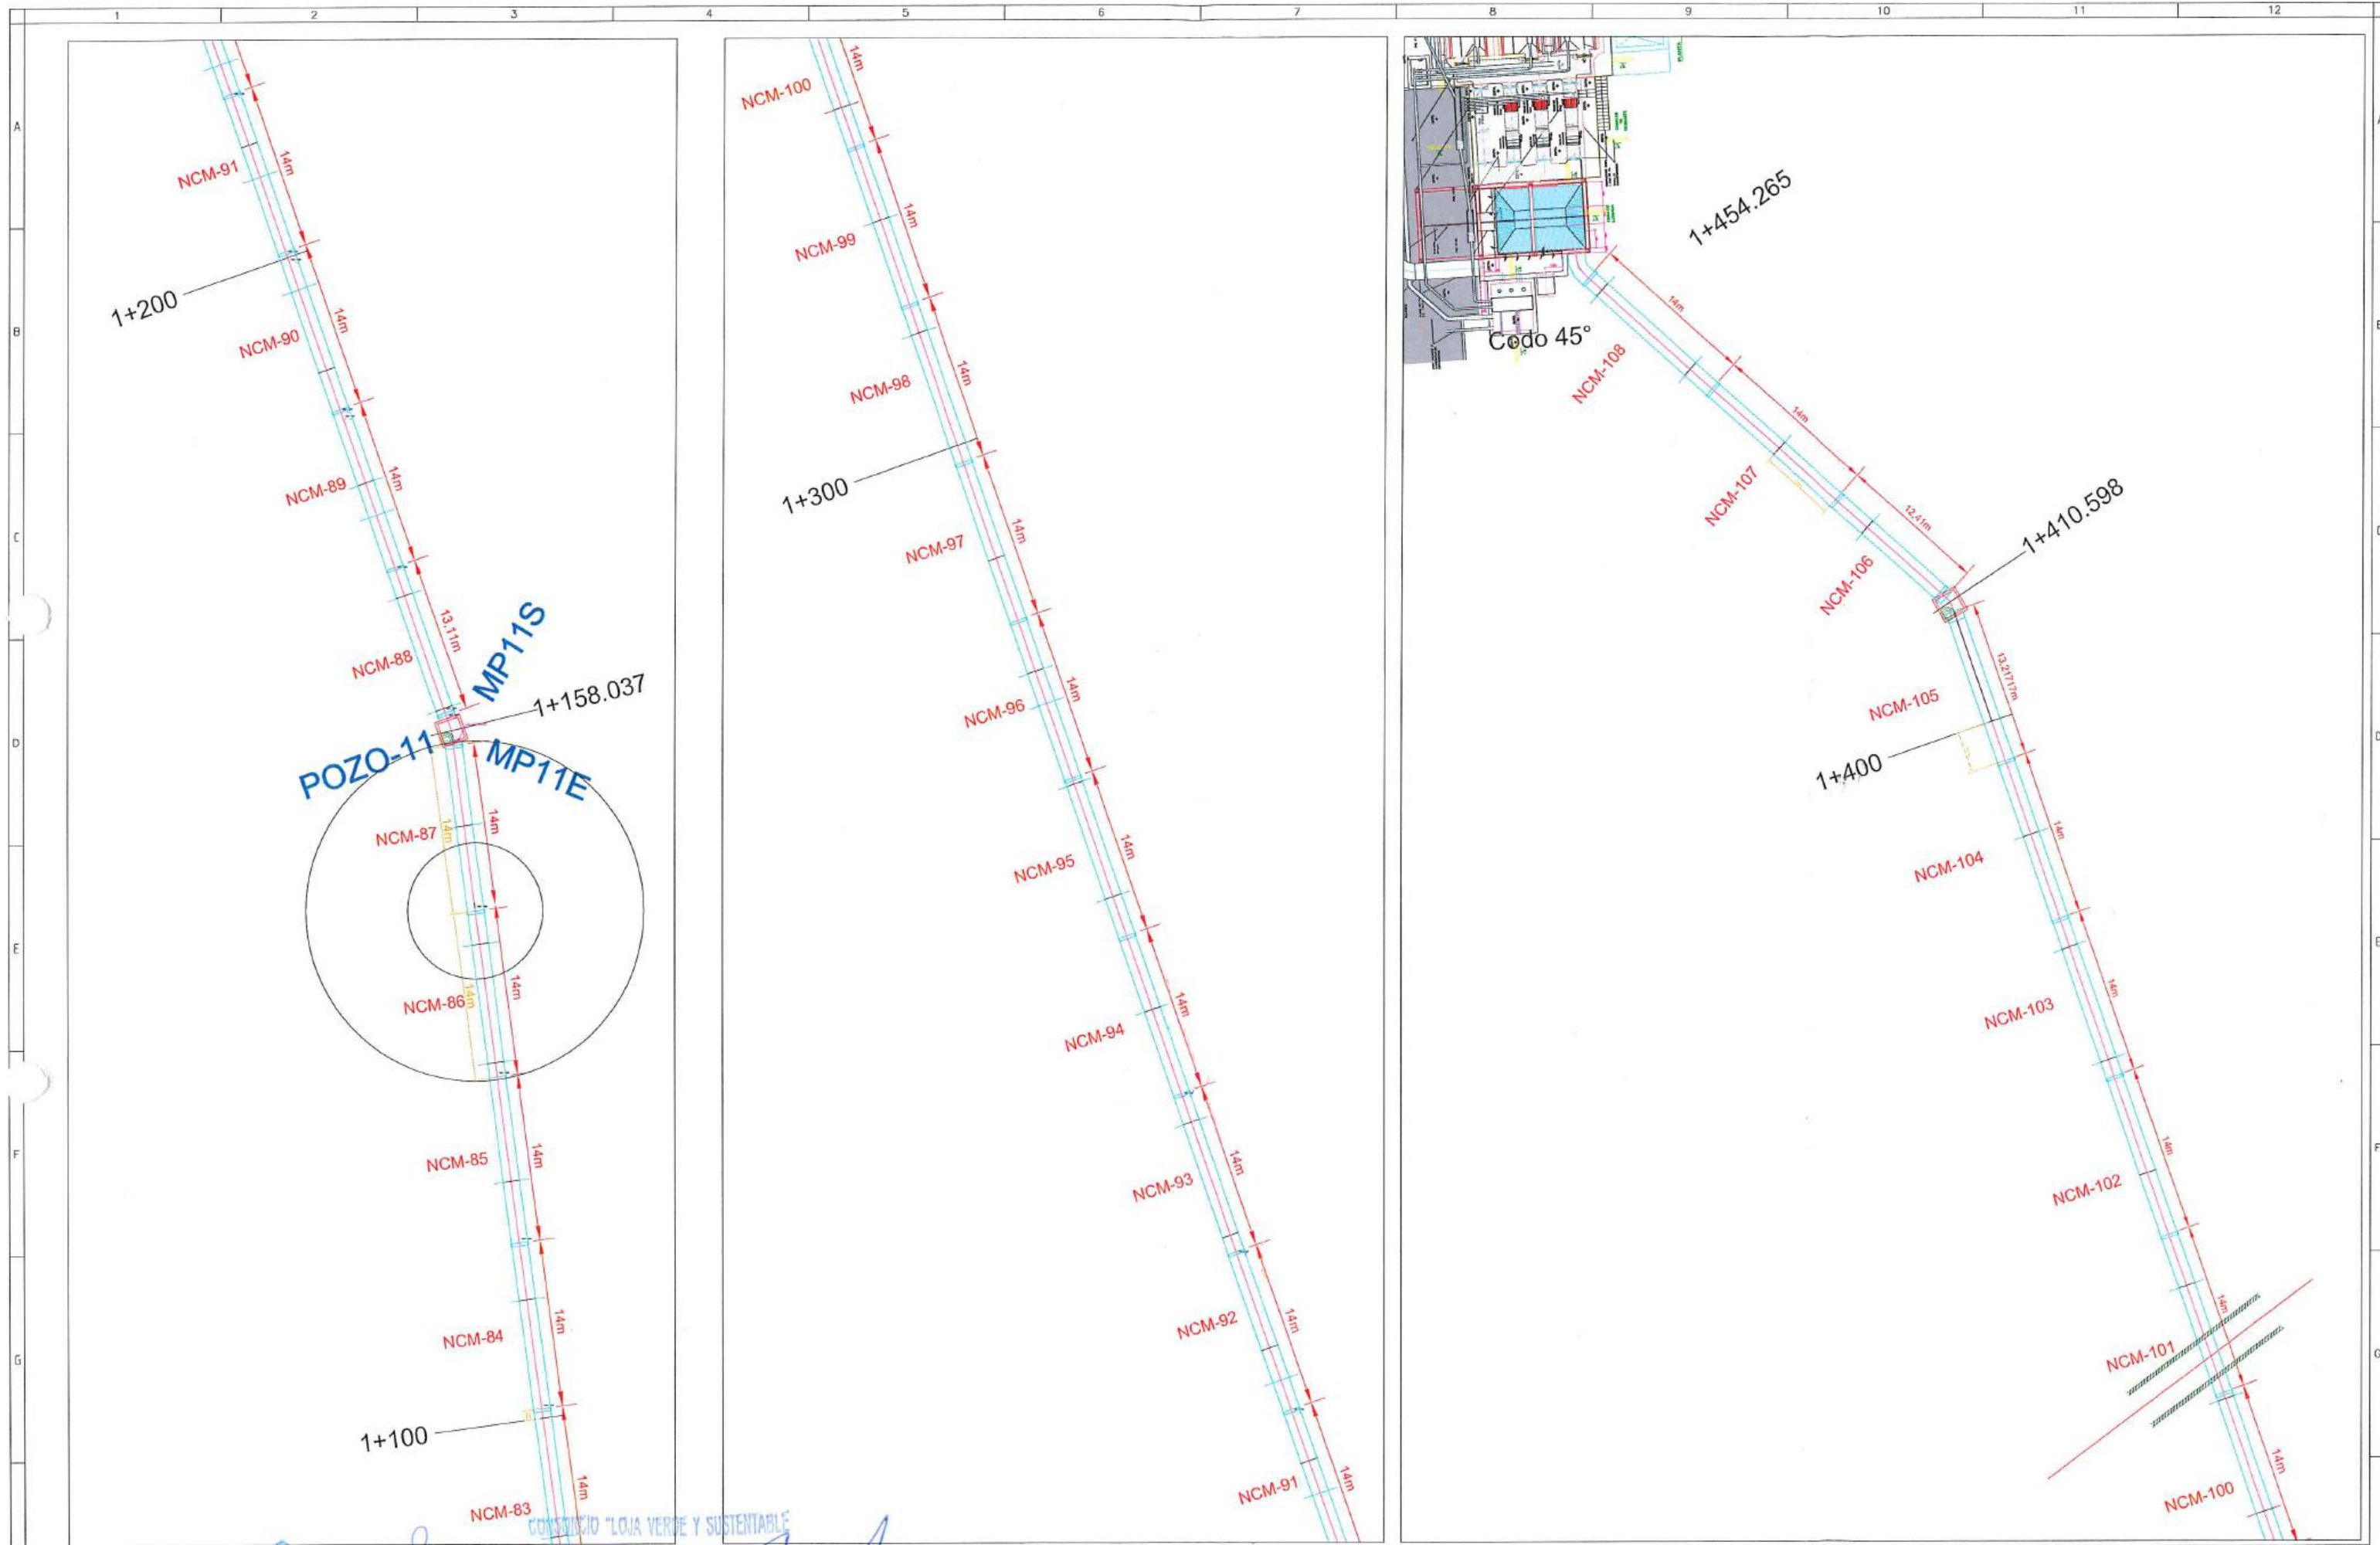 1 2 3 4 5 6 7 8 9 10 11 12
A
B
C
D
E
F
G
14m
NCM-91
14m
1+200
NCM-90
14m
NCM-89
14m
13,11m
NCM-88
MP11S
1+158.037
POZO-11
MP11E
NCM-87
14m
14m
NCM-86
14m
14m
NCM-85
14m
NCM-84
14m
1+100
NCM-83
14m
CONSORCIO "LOJA VERDE Y SUSTENTABLE
NCM-100
14m
NCM-99
14m
NCM-98
14m
1+300
NCM-97
14m
NCM-96
14m
NCM-95
14m
NCM-94
14m
NCM-93
14m
NCM-92
14m
NCM-91
14m
1+454.265
Codo 45°
14m
NCM-108
14m
NCM-107
12,41m
NCM-106
1+410.598
13,21717m
NCM-105
1+400
14m
NCM-104
14m
NCM-103
14m
NCM-102
14m
NCM-101
14m
NCM-100